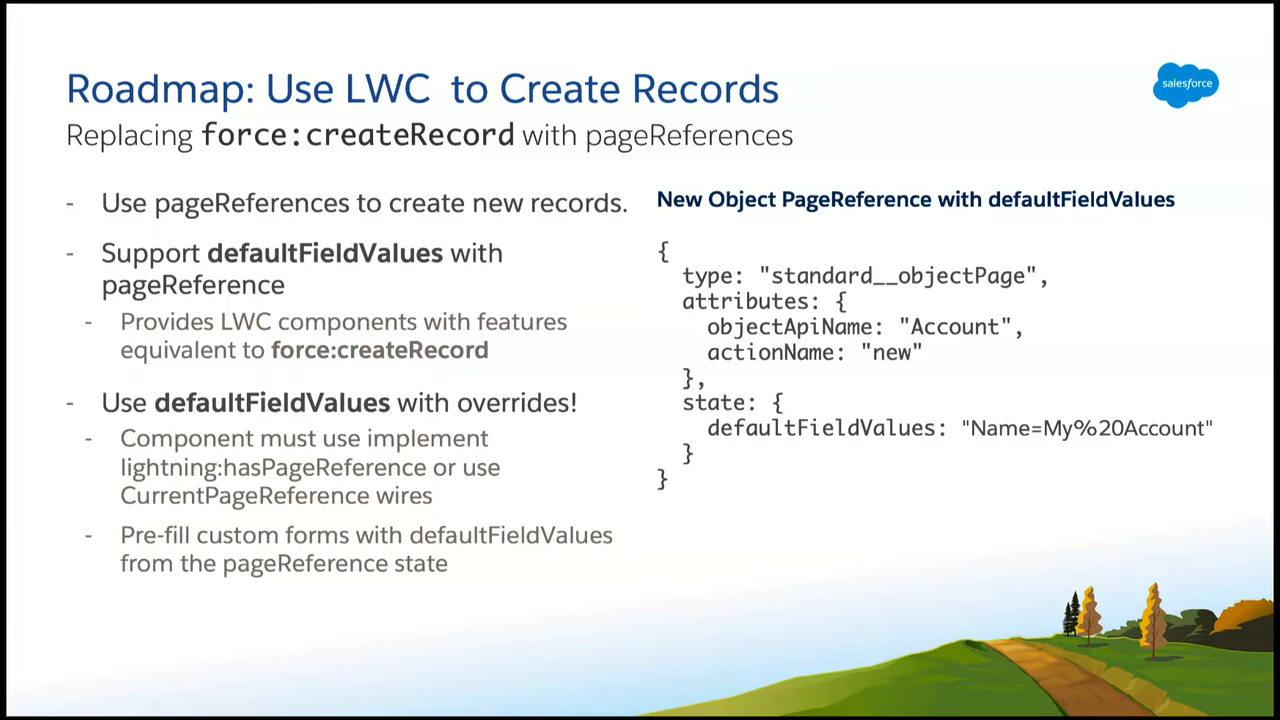 Roadmap: Use LWC to Create Records
salesforce
Replacing force:createRecord with pageReferences
- Use pageReferences to create new records.
- Support defaultFieldValues with
pageReference
- Provides LWC components with features
equivalent to force:createRecord
- Use defaultFieldValues with overrides!
- Component must use implement
lightning:hasPageReference or use
CurrentPageReference wires
- Pre-fill custom forms with defaultFieldValues
from the pageReference state
New Object PageReference with defaultFieldValues
{
type: "standard__objectPage",
attributes: {
objectApiName: "Account",
actionName: "new"
},
state: {
defaultFieldValues: "Name=My%20Account"
}
}